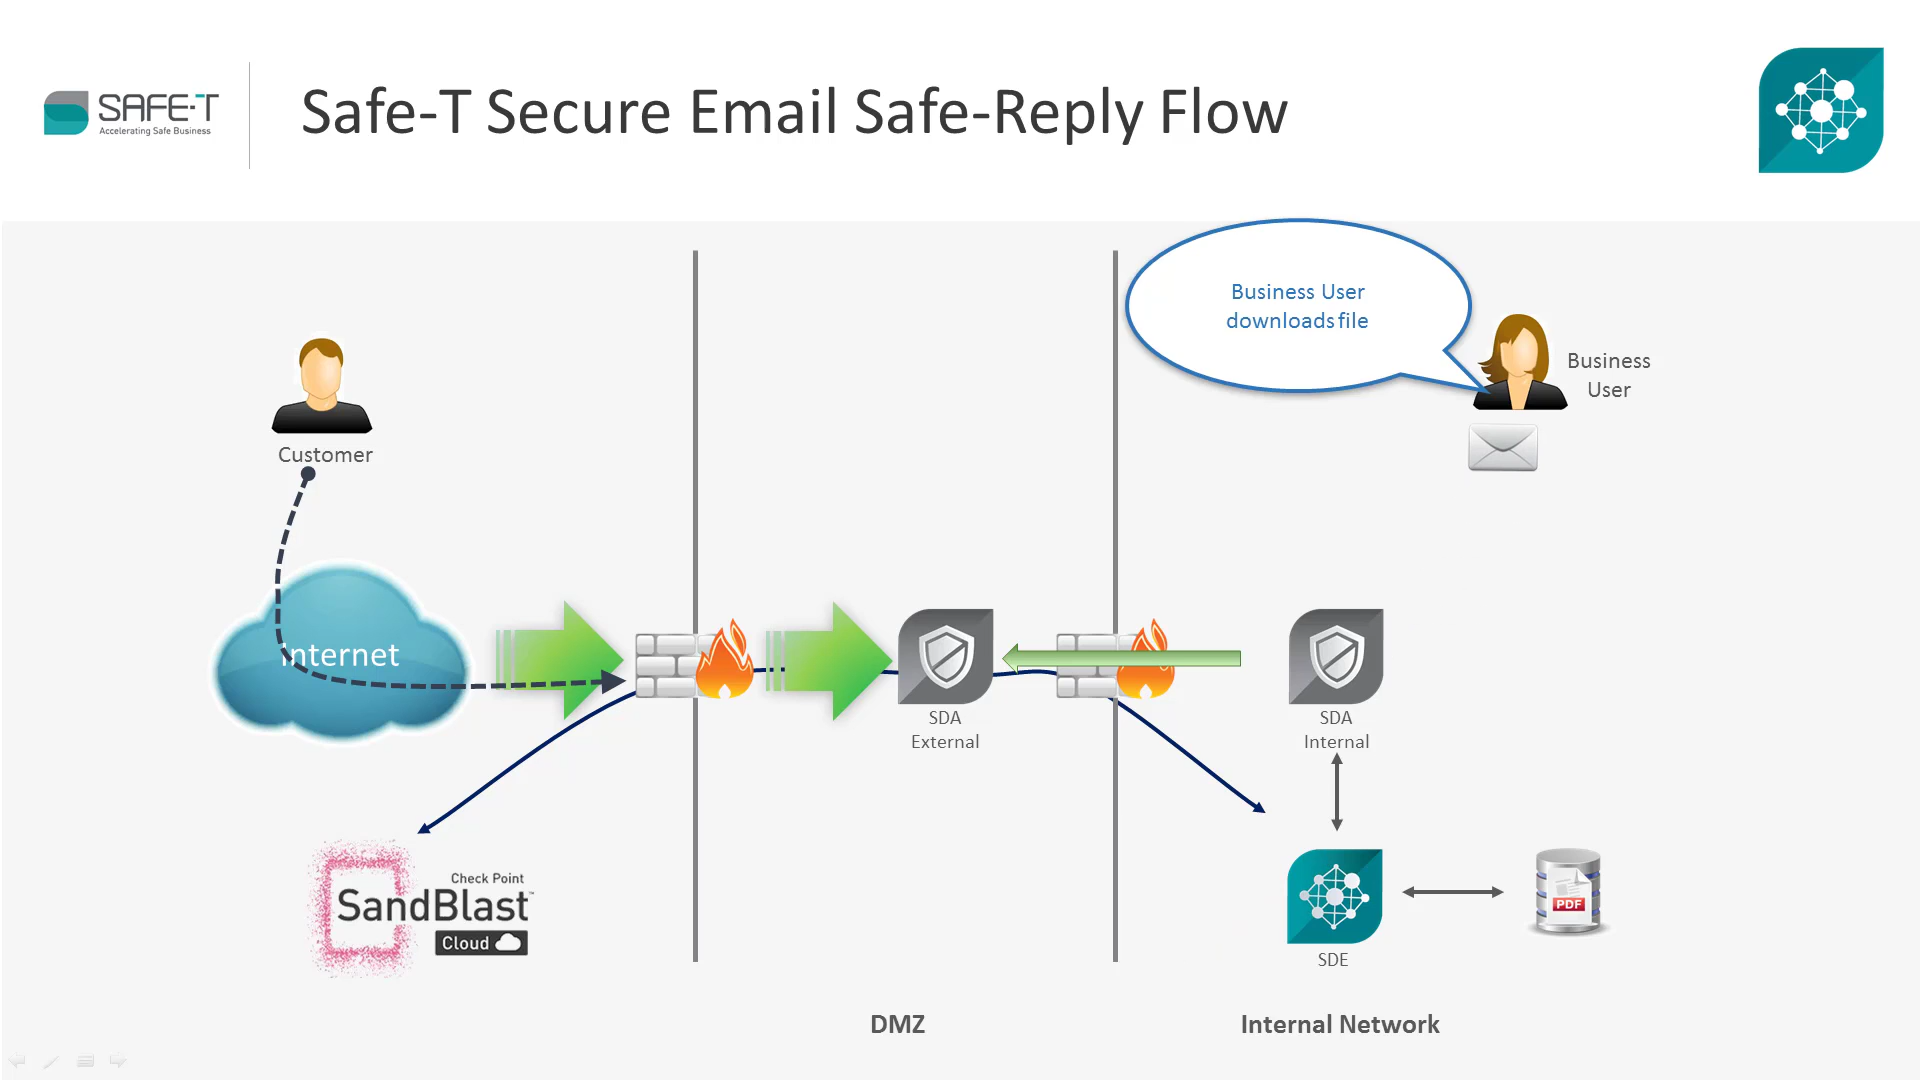 SAFE-T
Accelerating Safe Business
Safe-T Secure Email Safe-Reply Flow
Business User
downloads file
Business
User
Customer
Internet
SDA
External
SDA
Internal
Check Point
SandBlast™
Cloud
PDF
SDE
DMZ
Internal Network